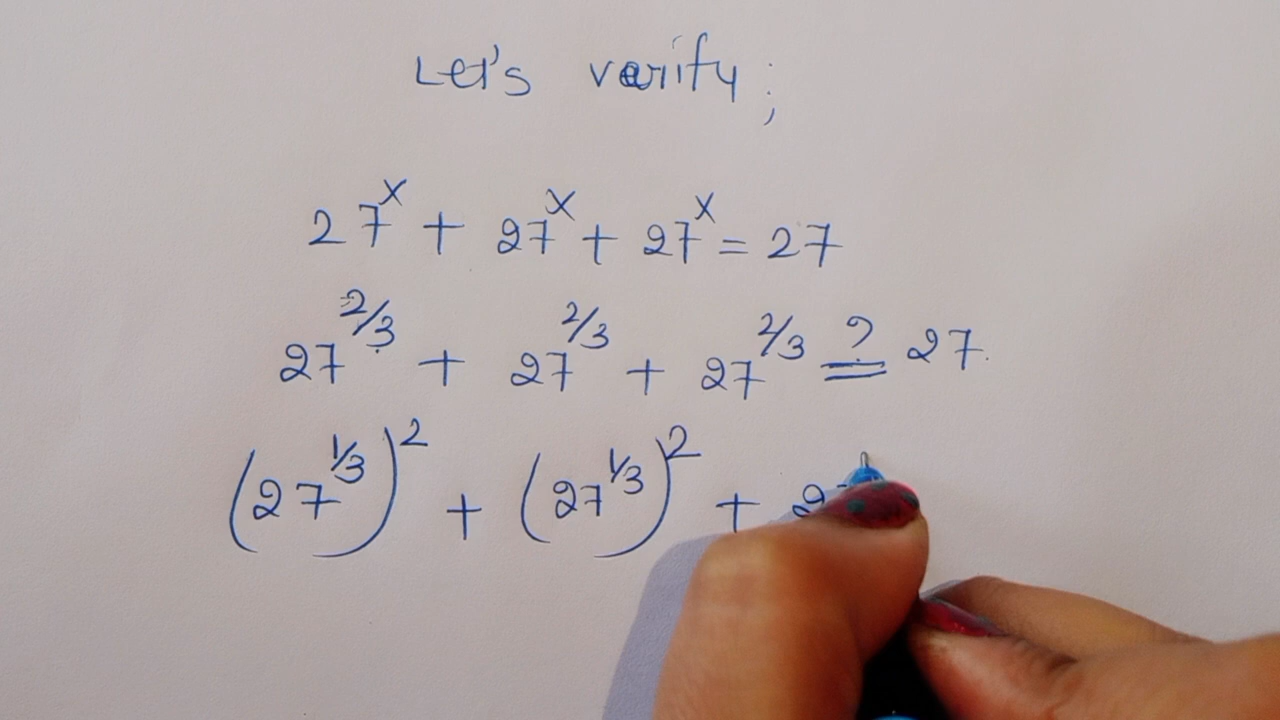 Let's verify;
27^x + 27^x + 27^x = 27
27^2/3 + 27^2/3 + 27^2/3 ?= 27
(27^1/3)^2 + (27^1/3)^2 + 2